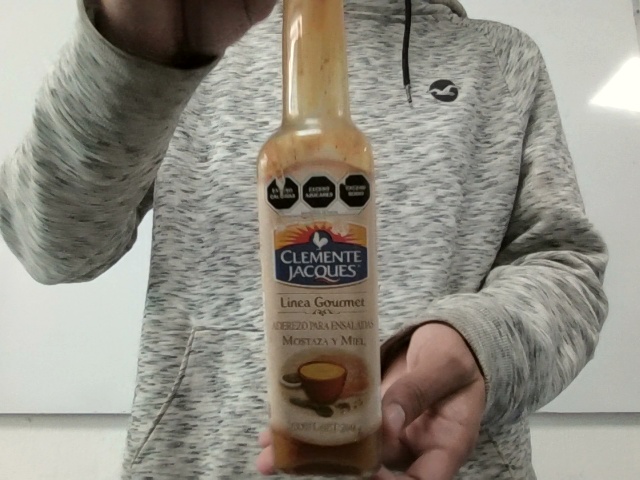 EXCESO CALORÍAS
EXCESO AZÚCARES
EXCESO SODIO
CLEMENTE
JACQUES
Línea Gourmet
ADEREZO PARA ENSALADAS
MOSTAZA Y MIEL